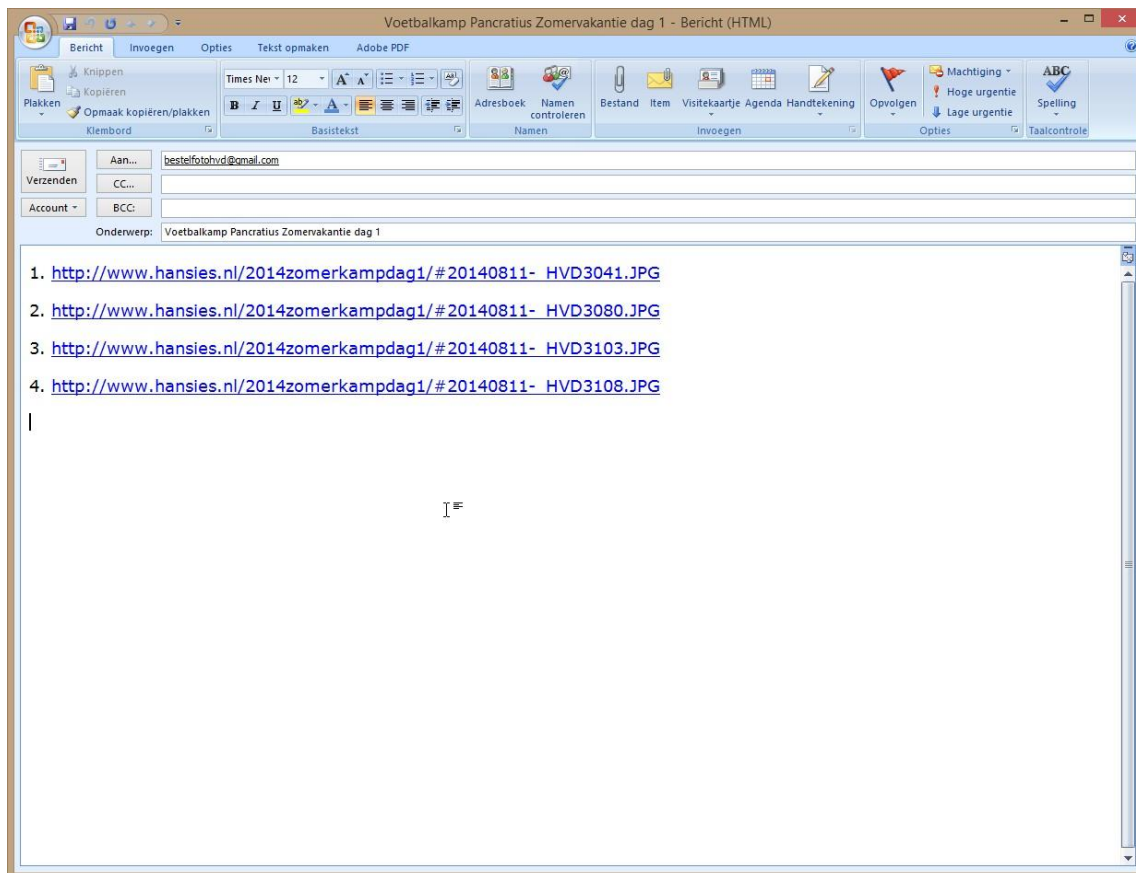 Voetbalkamp Pancratius Zomervakantie dag 1 - Bericht (HTML)
Bericht Invoegen Opties Tekst opmaken Adobe PDF
Plakken
Knippen
Kopiëren
Opmaak kopiëren/plakken
Klembord
Times Nev 12
B I U
Basistekst
Adresboek
Namen controleren
Namen
Bestand
Item
Visitekaartje
Agenda
Handtekening
Invoegen
Opvolgen
Machtiging
Hoge urgentie
Lage urgentie
Opties
ABC
Spelling
Taalcontrole
Verzenden
Account
Aan... bestelfotohvd@gmail.com
CC...
BCC:
Onderwerp: Voetbalkamp Pancratius Zomervakantie dag 1
1. http://www.hansies.nl/2014zomerkampdag1/#20140811-_HVD3041.JPG
2. http://www.hansies.nl/2014zomerkampdag1/#20140811-_HVD3080.JPG
3. http://www.hansies.nl/2014zomerkampdag1/#20140811-_HVD3103.JPG
4. http://www.hansies.nl/2014zomerkampdag1/#20140811-_HVD3108.JPG